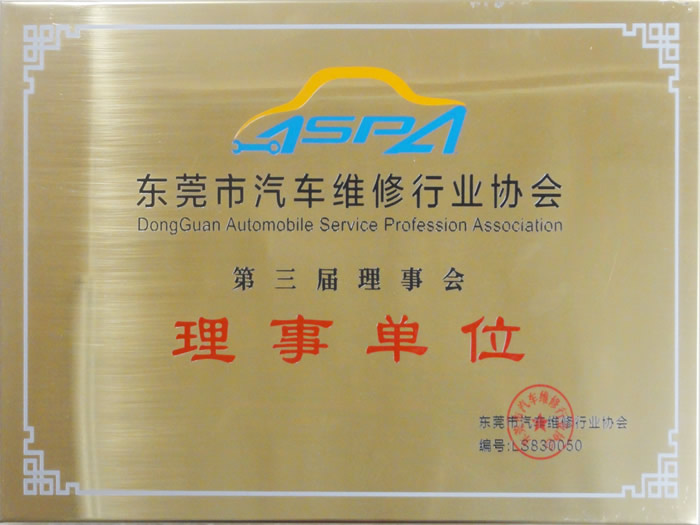 ASPA
东莞市汽车维修行业协会
DongGuan Automobile Service Profession Association
第三届理事会
理事单位
东莞市汽车维修行业协会
编号:LS830050